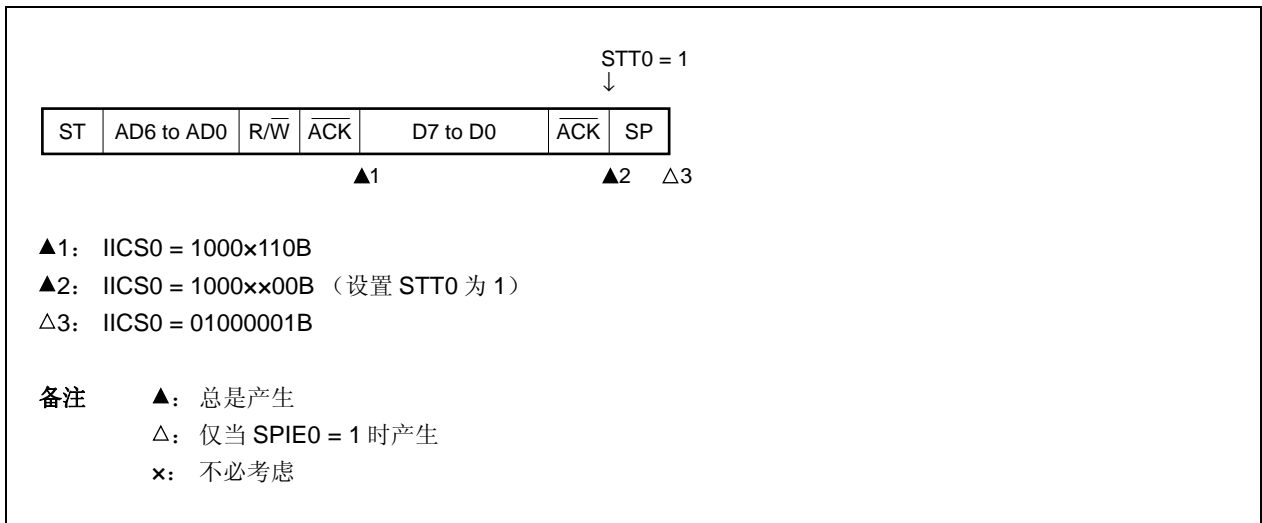 STT0 = 1
↓
ST AD6 to AD0 R/W̅ A̅C̅K̅ D7 to D0 A̅C̅K̅ SP
▲1 ▲2 △3
▲1： IICS0 = 1000×110B
▲2： IICS0 = 1000××00B （设置 STT0 为 1）
△3： IICS0 = 01000001B
备注 ▲： 总是产生
△： 仅当 SPIE0 = 1 时产生
×： 不必考虑